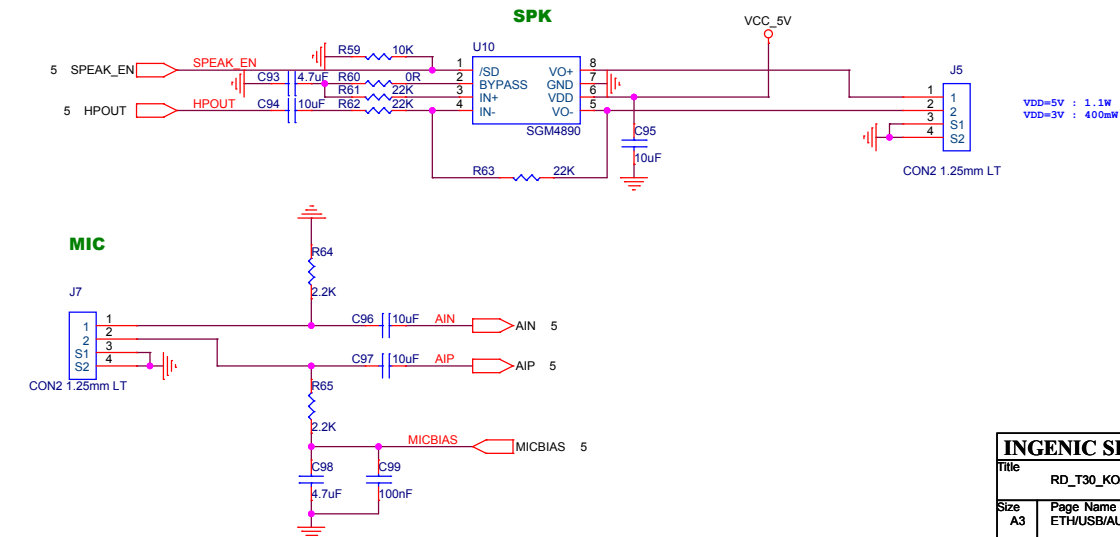 SPK
VCC_5V
R59 10K
U10
5 SPEAK_EN SPEAK_EN
C93 4.7uF R60 0R
R61 22K
5 HPOUT HPOUT C94 10uF R62 22K
1 /SD VO+ 8
2 BYPASS GND 7
3 IN+ VDD 6
4 IN- VO- 5
SGM4890
C95
10uF
R63 22K
J5
1 1
2 2
3 S1
4 S2
CON2 1.25mm LT
VDD=5V : 1.1W
VDD=3V : 400mW
MIC
R64
2.2K
J7
1 1
2 2
S1 3
S2 4
CON2 1.25mm LT
C96 10uF AIN AIN 5
C97 10uF AIP AIP 5
R65
2.2K
MICBIAS MICBIAS 5
C98
4.7uF
C99
100nF
Title
Size
A3
Page Name